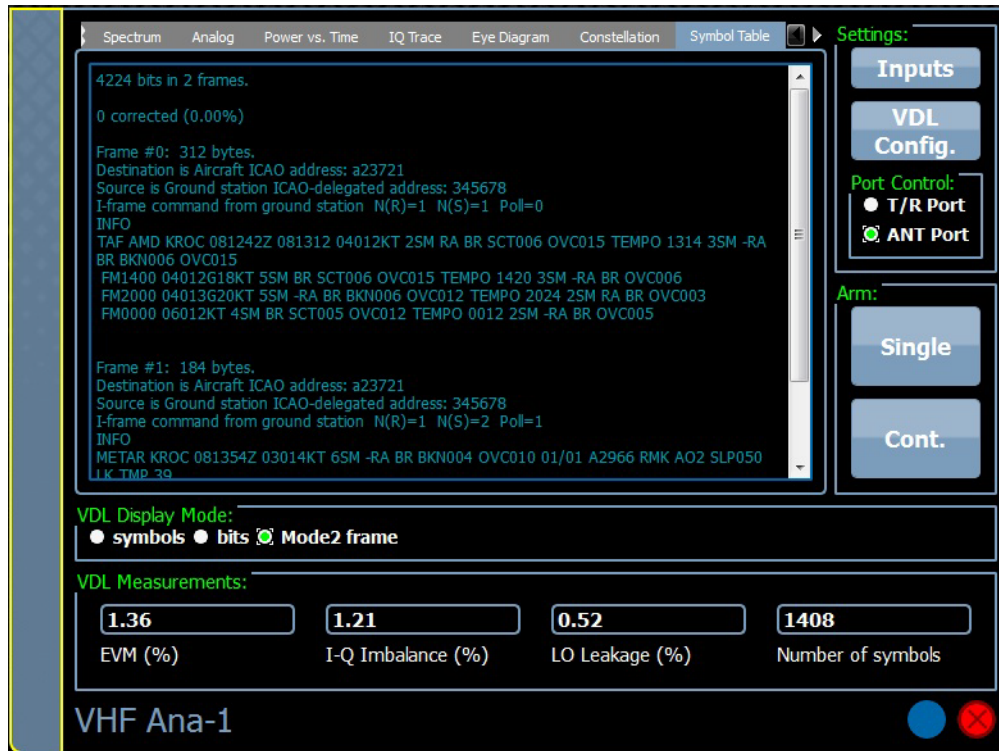 Spectrum Analog Power vs. Time IQ Trace Eye Diagram Constellation Symbol Table
4224 bits in 2 frames.
0 corrected (0.00%)
Frame #0: 312 bytes.
Destination is Aircraft ICAO address: a23721
Source is Ground station ICAO-delegated address: 345678
I-frame command from ground station N(R)=1 N(S)=1 Poll=0
INFO
TAF AMD KROC 081242Z 081312 04012KT 2SM RA BR SCT006 OVC015 TEMPO 1314 3SM -RA
BR BKN006 OVC015
FM1400 04012G18KT 5SM BR SCT006 OVC015 TEMPO 1420 3SM -RA BR OVC006
FM2000 04013G20KT 5SM -RA BR BKN006 OVC012 TEMPO 2024 2SM RA BR OVC003
FM0000 06012KT 4SM BR SCT005 OVC012 TEMPO 0012 2SM -RA BR OVC005
Frame #1: 184 bytes.
Destination is Aircraft ICAO address: a23721
Source is Ground station ICAO-delegated address: 345678
I-frame command from ground station N(R)=1 N(S)=2 Poll=1
INFO
METAR KROC 081354Z 03014KT 6SM -RA BR BKN004 OVC010 01/01 A2966 RMK AO2 SLP050
LK TMP 39
Settings:
Inputs
VDL
Config.
Port Control:
T/R Port
ANT Port
Arm:
Single
Cont.
VDL Display Mode:
symbols bits Mode2 frame
VDL Measurements:
1.36 1.21 0.52 1408
EVM (%) I-Q Imbalance (%) LO Leakage (%) Number of symbols
VHF Ana-1